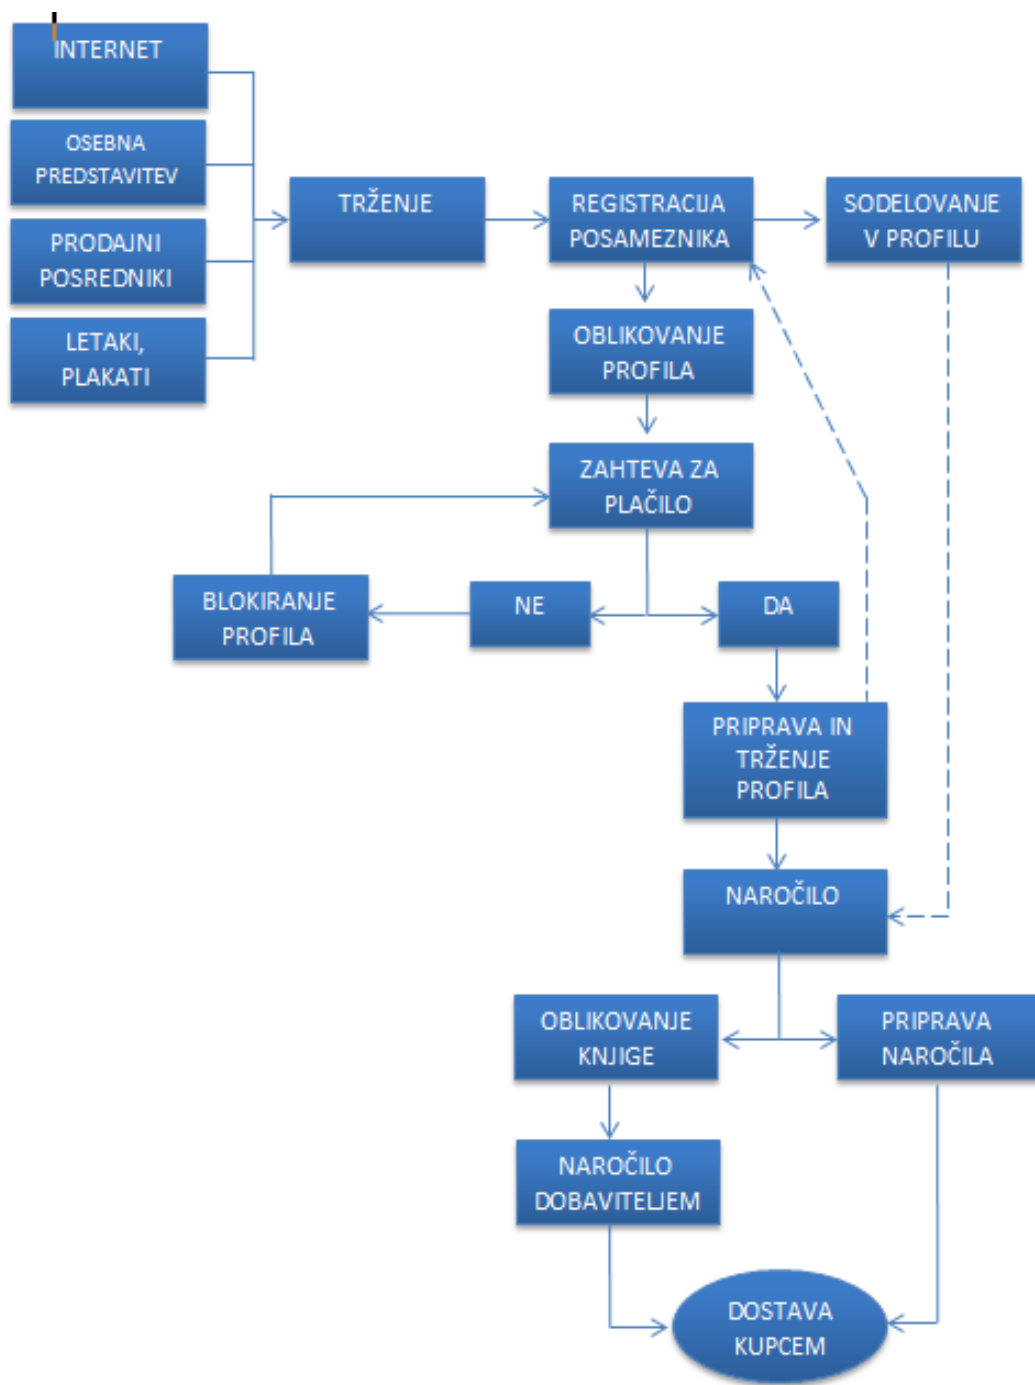 INTERNET
OSEBNA
PREDSTAVITEV
PRODAJNI
POSREDNIKI
LETAKI,
PLAKATI
TRŽENJE
REGISTRACIJA
POSAMEZNIKA
SODELOVANJE
V PROFILU
OBLIKOVANJE
PROFILA
ZAHTEVA ZA
PLAČILO
BLOKIRANJE
PROFILA
NE
DA
PRIPRAVA IN
TRŽENJE
PROFILA
NAROČILO
OBLIKOVANJE
KNJIGE
PRIPRAVA
NAROČILA
NAROČILO
DOBAVITELJEM
DOSTAVA
KUPCEM